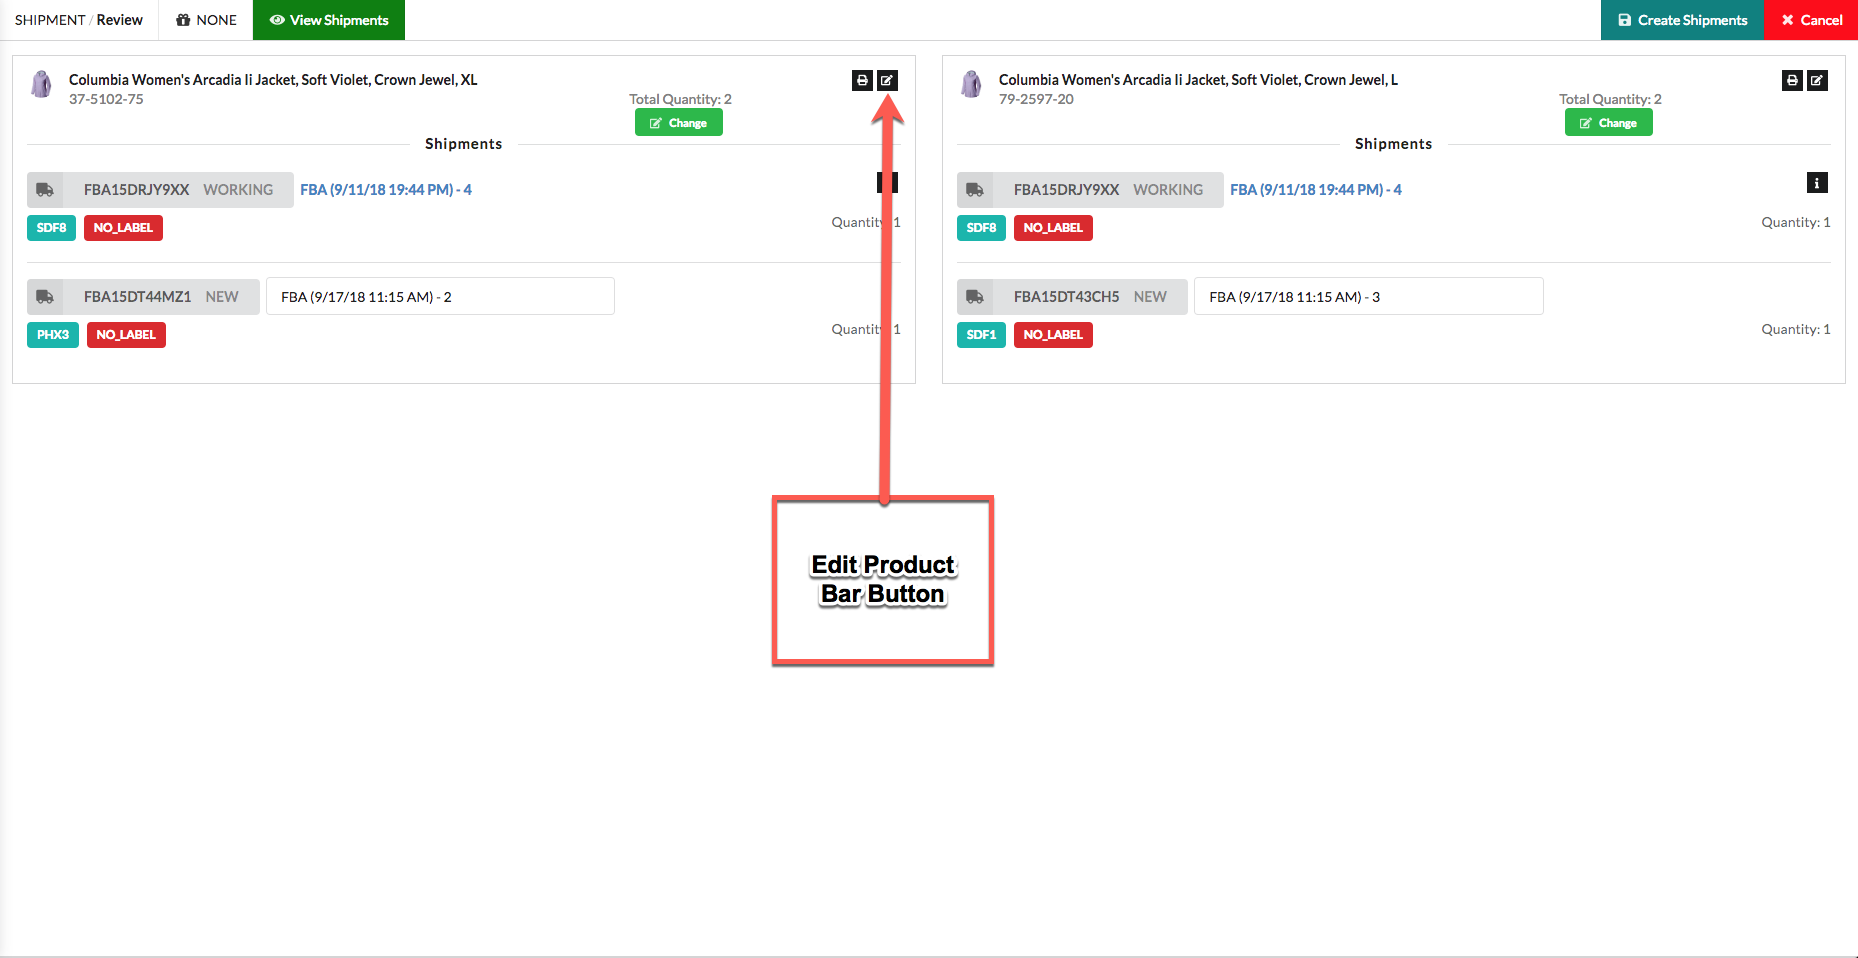 SHIPMENT / Review NONE View Shipments Create Shipments Cancel
Columbia Women's Arcadia Ii Jacket, Soft Violet, Crown Jewel, XL
37-5102-75
Total Quantity: 2
Change
Shipments
FBA15DRJY9XX WORKING FBA (9/11/18 19:44 PM) - 4
SDF8 NO_LABEL
Quantity: 1
FBA15DT44MZ1 NEW FBA (9/17/18 11:15 AM) - 2
PHX3 NO_LABEL
Quantity: 1
Columbia Women's Arcadia Ii Jacket, Soft Violet, Crown Jewel, L
79-2597-20
Total Quantity: 2
Change
Shipments
FBA15DRJY9XX WORKING FBA (9/11/18 19:44 PM) - 4
SDF8 NO_LABEL
Quantity: 1
FBA15DT43CH5 NEW FBA (9/17/18 11:15 AM) - 3
SDF1 NO_LABEL
Quantity: 1
Edit Product
Bar Button